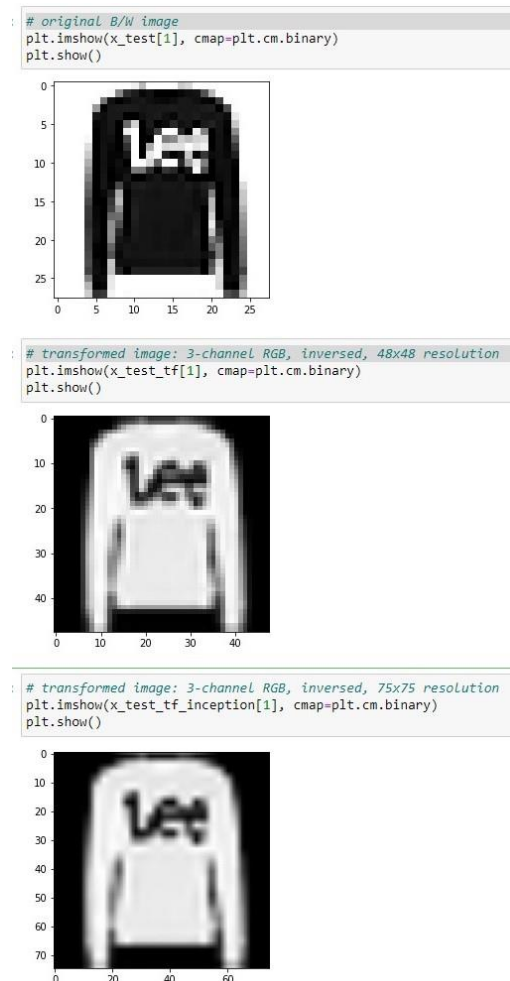 # original B/W image
plt.imshow(x_test[1], cmap=plt.cm.binary)
plt.show()
0
5
10
15
20
25
0 5 10 15 20 25
# transformed image: 3-channel RGB, inversed, 48x48 resolution
plt.imshow(x_test_tf[1], cmap=plt.cm.binary)
plt.show()
0
10
20
30
40
0 10 20 30 40
# transformed image: 3-channel RGB, inversed, 75x75 resolution
plt.imshow(x_test_tf_inception[1], cmap=plt.cm.binary)
plt.show()
0
10
20
30
40
50
60
70
0 20 40 60